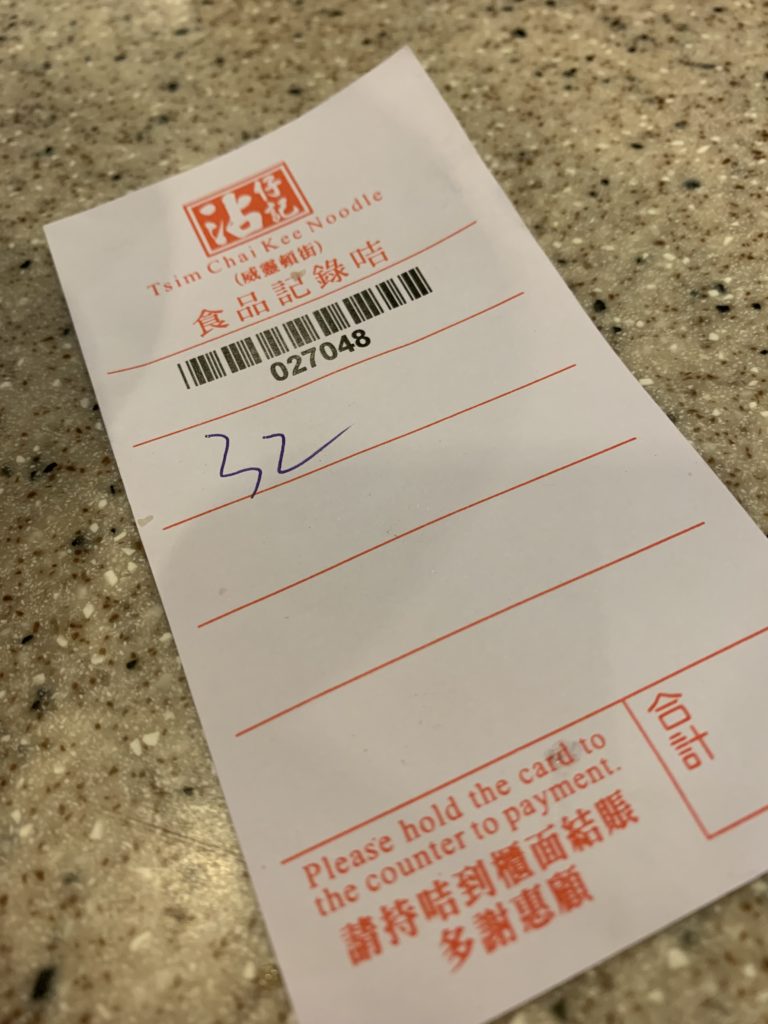 沾仔記
Tsim Chai Kee Noodle
(威靈頓街)
食品記錄咭
027048
32
合計
Please hold the card to
the counter to payment.
請持咭到櫃面結賬
多謝惠顧